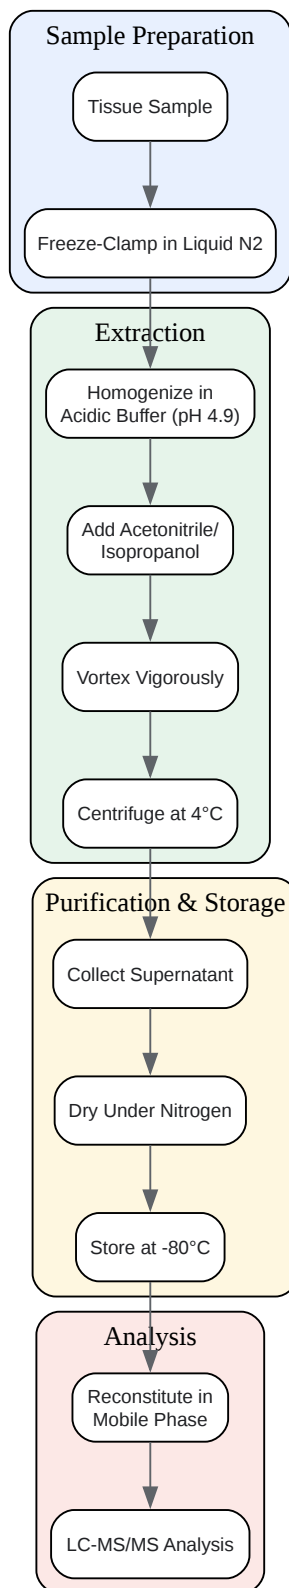 Sample Preparation
Tissue Sample
Freeze-Clamp in Liquid N2
Extraction
Homogenize in
Acidic Buffer (pH 4.9)
Add Acetonitrile/
Isopropanol
Vortex Vigorously
Centrifuge at 4°C
Purification & Storage
Collect Supernatant
Dry Under Nitrogen
Store at -80°C
Analysis
Reconstitute in
Mobile Phase
LC-MS/MS Analysis